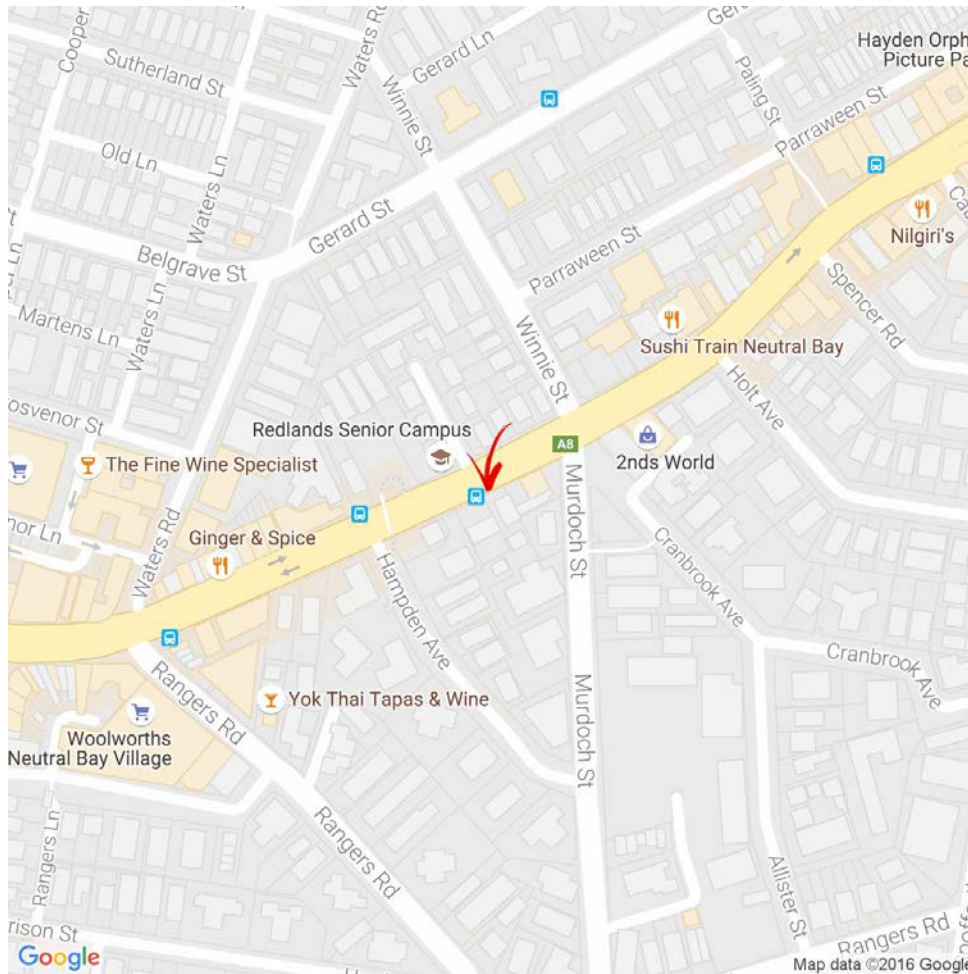 Cooper
Sutherland St
Waters Rd
Gerard Ln
Ger
Hayden Orph
Picture Pa
Paling St
Winnie St
Parraween St
Old Ln
Waters Ln
Gerard St
Nilgiri's
Belgrave St
Parraween St
Spencer Rd
Martens Ln
Waters Ln
Winnie St
Sushi Train Neutral Bay
Holt Ave
osvenor St
Redlands Senior Campus
A8
2nds World
The Fine Wine Specialist
Murdoch St
nor Ln
Ginger & Spice
Waters Rd
Hampden Ave
Cranbrook Ave
Cranbrook Ave
Rangers Rd
Yok Thai Tapas & Wine
Murdoch St
Woolworths
Neutral Bay Village
Rangers Ln
Rangers Rd
Allister St
rison St
Rangers Rd
Google
Map data ©2016 Google